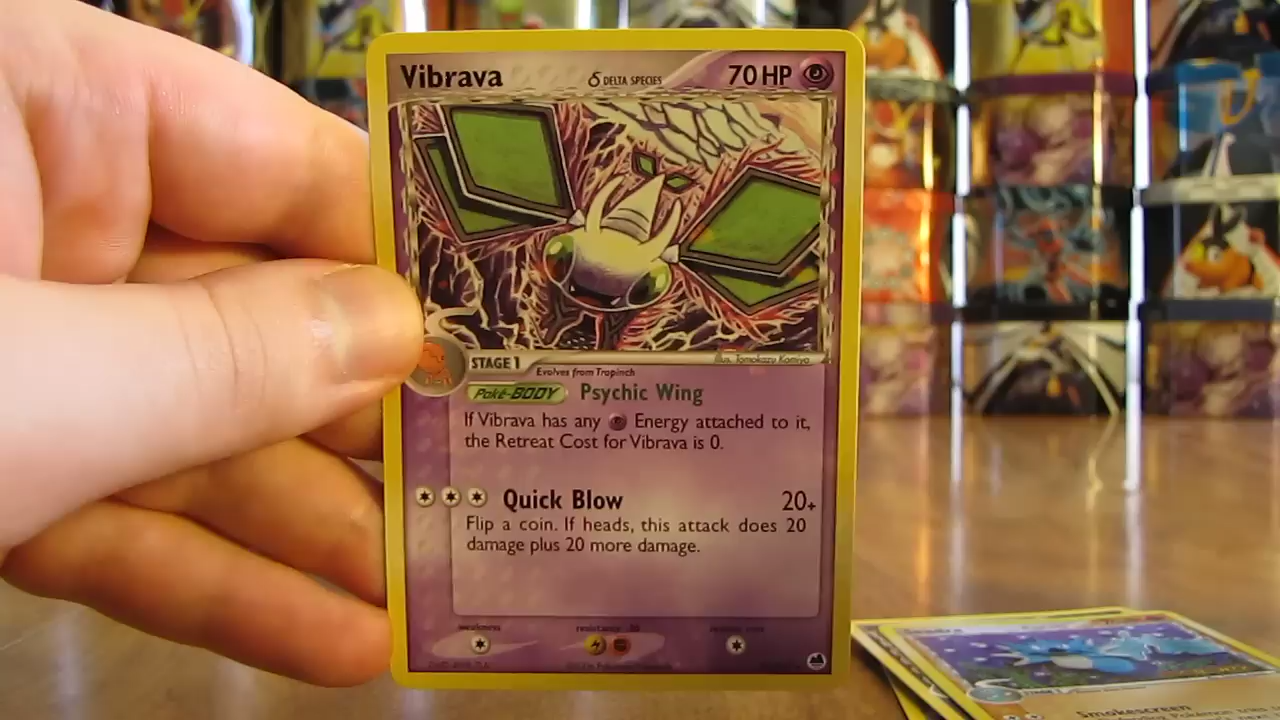 Vibrava
δ DELTA SPECIES
70 HP
STAGE 1
Evolves from Trapinch
Illus. Tomokazu Komiya
Poké-BODY Psychic Wing
If Vibrava has any Energy attached to it,
the Retreat Cost for Vibrava is 0.
Quick Blow 20+
Flip a coin. If heads, this attack does 20
damage plus 20 more damage.
weakness
resistance
retreat cost
Smokescreen